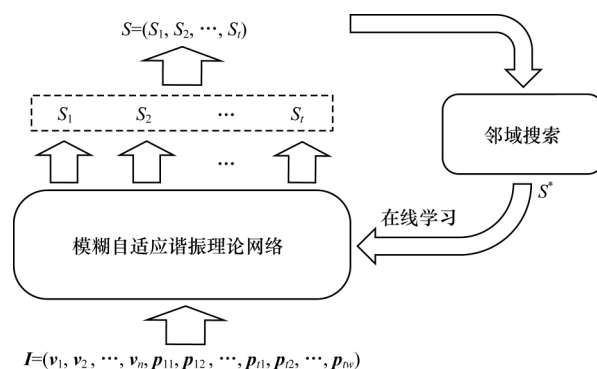 S=(S₁, S₂, ⋯, Sₜ)
S₁ S₂ ⋯ Sₜ
⋯
邻域搜索
S*
在线学习
模糊自适应谐振理论网络
I=(v₁, v₂, ⋯, vₙ, p₁₁, p₁₂, ⋯, pₜ₁, pₜ₂, ⋯, pₜw)